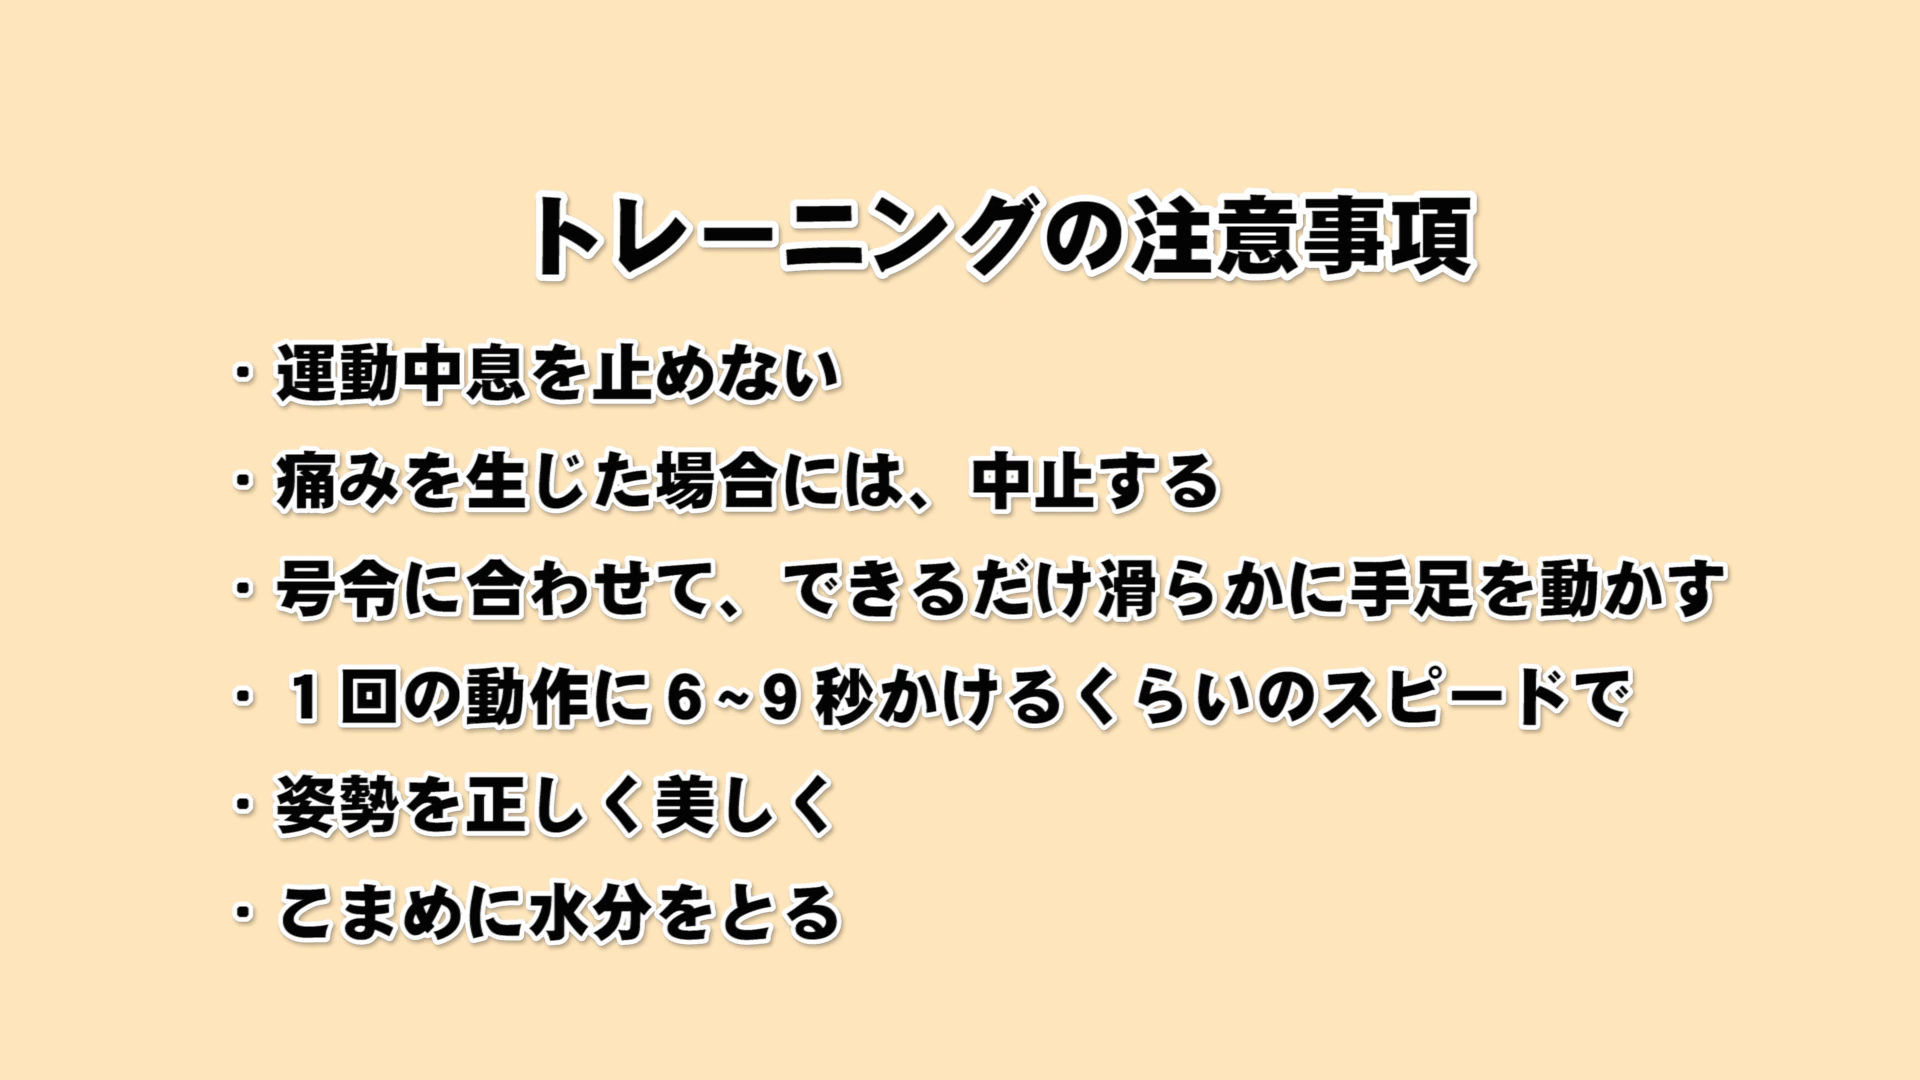 トレーニングの注意事項
・運動中息を止めない
・痛みを生じた場合には、中止する
・号令に合わせて、できるだけ滑らかに手足を動かす
・1回の動作に6~9秒かけるくらいのスピードで
・姿勢を正しく美しく
・こまめに水分をとる